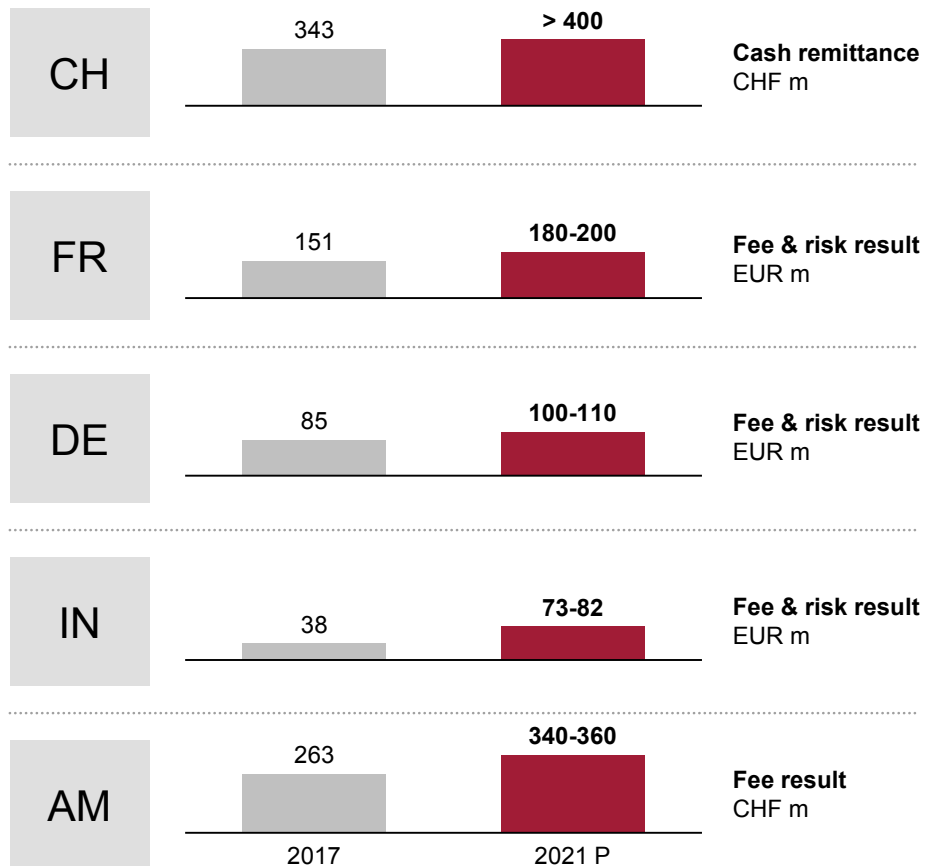 CH
343
> 400
Cash remittance
CHF m
FR
151
180-200
Fee & risk result
EUR m
DE
85
100-110
Fee & risk result
EUR m
IN
38
73-82
Fee & risk result
EUR m
AM
263
340-360
Fee result
CHF m
2017
2021 P